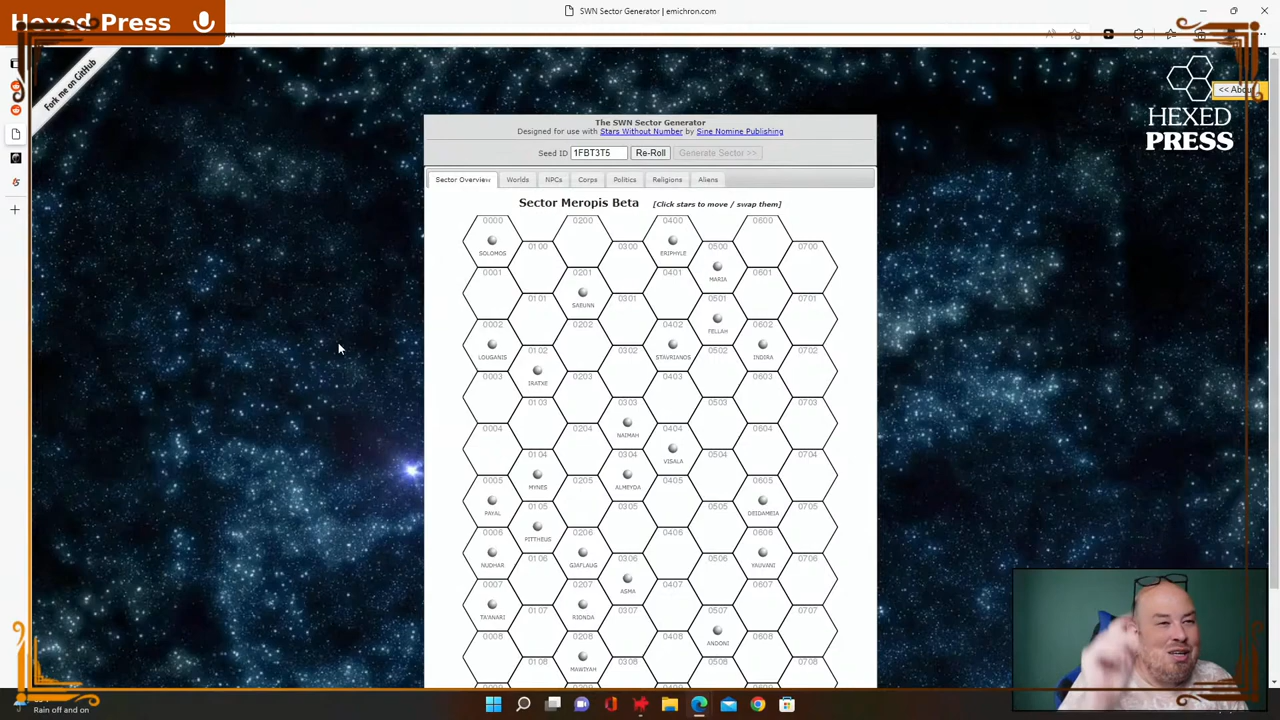 Hexed Press
SWN Sector Generator | emichron.com
Fork me on GitHub
<< About
HEXED
PRESS
The SWN Sector Generator
Designed for use with Stars Without Number by Sine Nomine Publishing
Seed ID 1FBT3T5 Re-Roll Generate Sector >>
Sector Overview Worlds NPCs Corps Politics Religions Aliens
Sector Meropis Beta [Click stars to move / swap them]
0000 0200 0400 0600
SOLOMOS ERIPHYLE
0100 0300 0500 0700
MARIA
0001 0201 0401 0601
SAEUNN
0101 0301 0501 0701
FELLAH
0002 0202 0402 0602
LOUGANIS STAVRIANOS INDIRA
0102 0302 0502 0702
IRATXE
0003 0203 0403 0603
0103 0303 0503 0703
NAIMAH
0004 0204 0404 0604
VISALA
0104 0304 0504 0704
MYNES ALMEYDA
0005 0205 0405 0605
PAYAL DEIDAMEIA
0105 0305 0505 0705
PITTHEUS
0006 0206 0406 0606
NUDHAR GJAFLAUG YAUVANI
0106 0306 0506 0706
ASMA
0007 0207 0407 0607
TA'ANARI RIONDA
0107 0307 0507 0707
ANDONI
0008 0208 0408 0608
MAWIYAH
0108 0308 0508 0708
Rain off and on